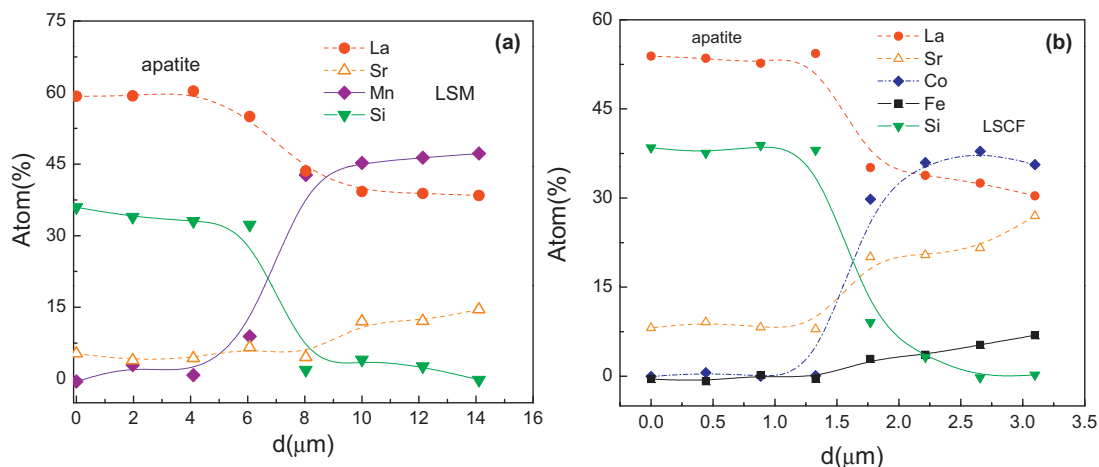 75
60
45
30
15
0
Atom(%)
0
2
4
6
8
10
12
14
16
d(μm)
apatite
La
Sr
Mn
Si
LSM
(a)
60
45
30
15
0
Atom(%)
0.0
0.5
1.0
1.5
2.0
2.5
3.0
3.5
d(μm)
apatite
La
Sr
Co
Fe
Si
LSCF
(b)